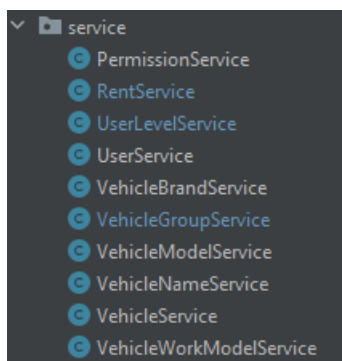 service
PermissionService
RentService
UserLevelService
UserService
VehicleBrandService
VehicleGroupService
VehicleModelService
VehicleNameService
VehicleService
VehicleWorkModelService